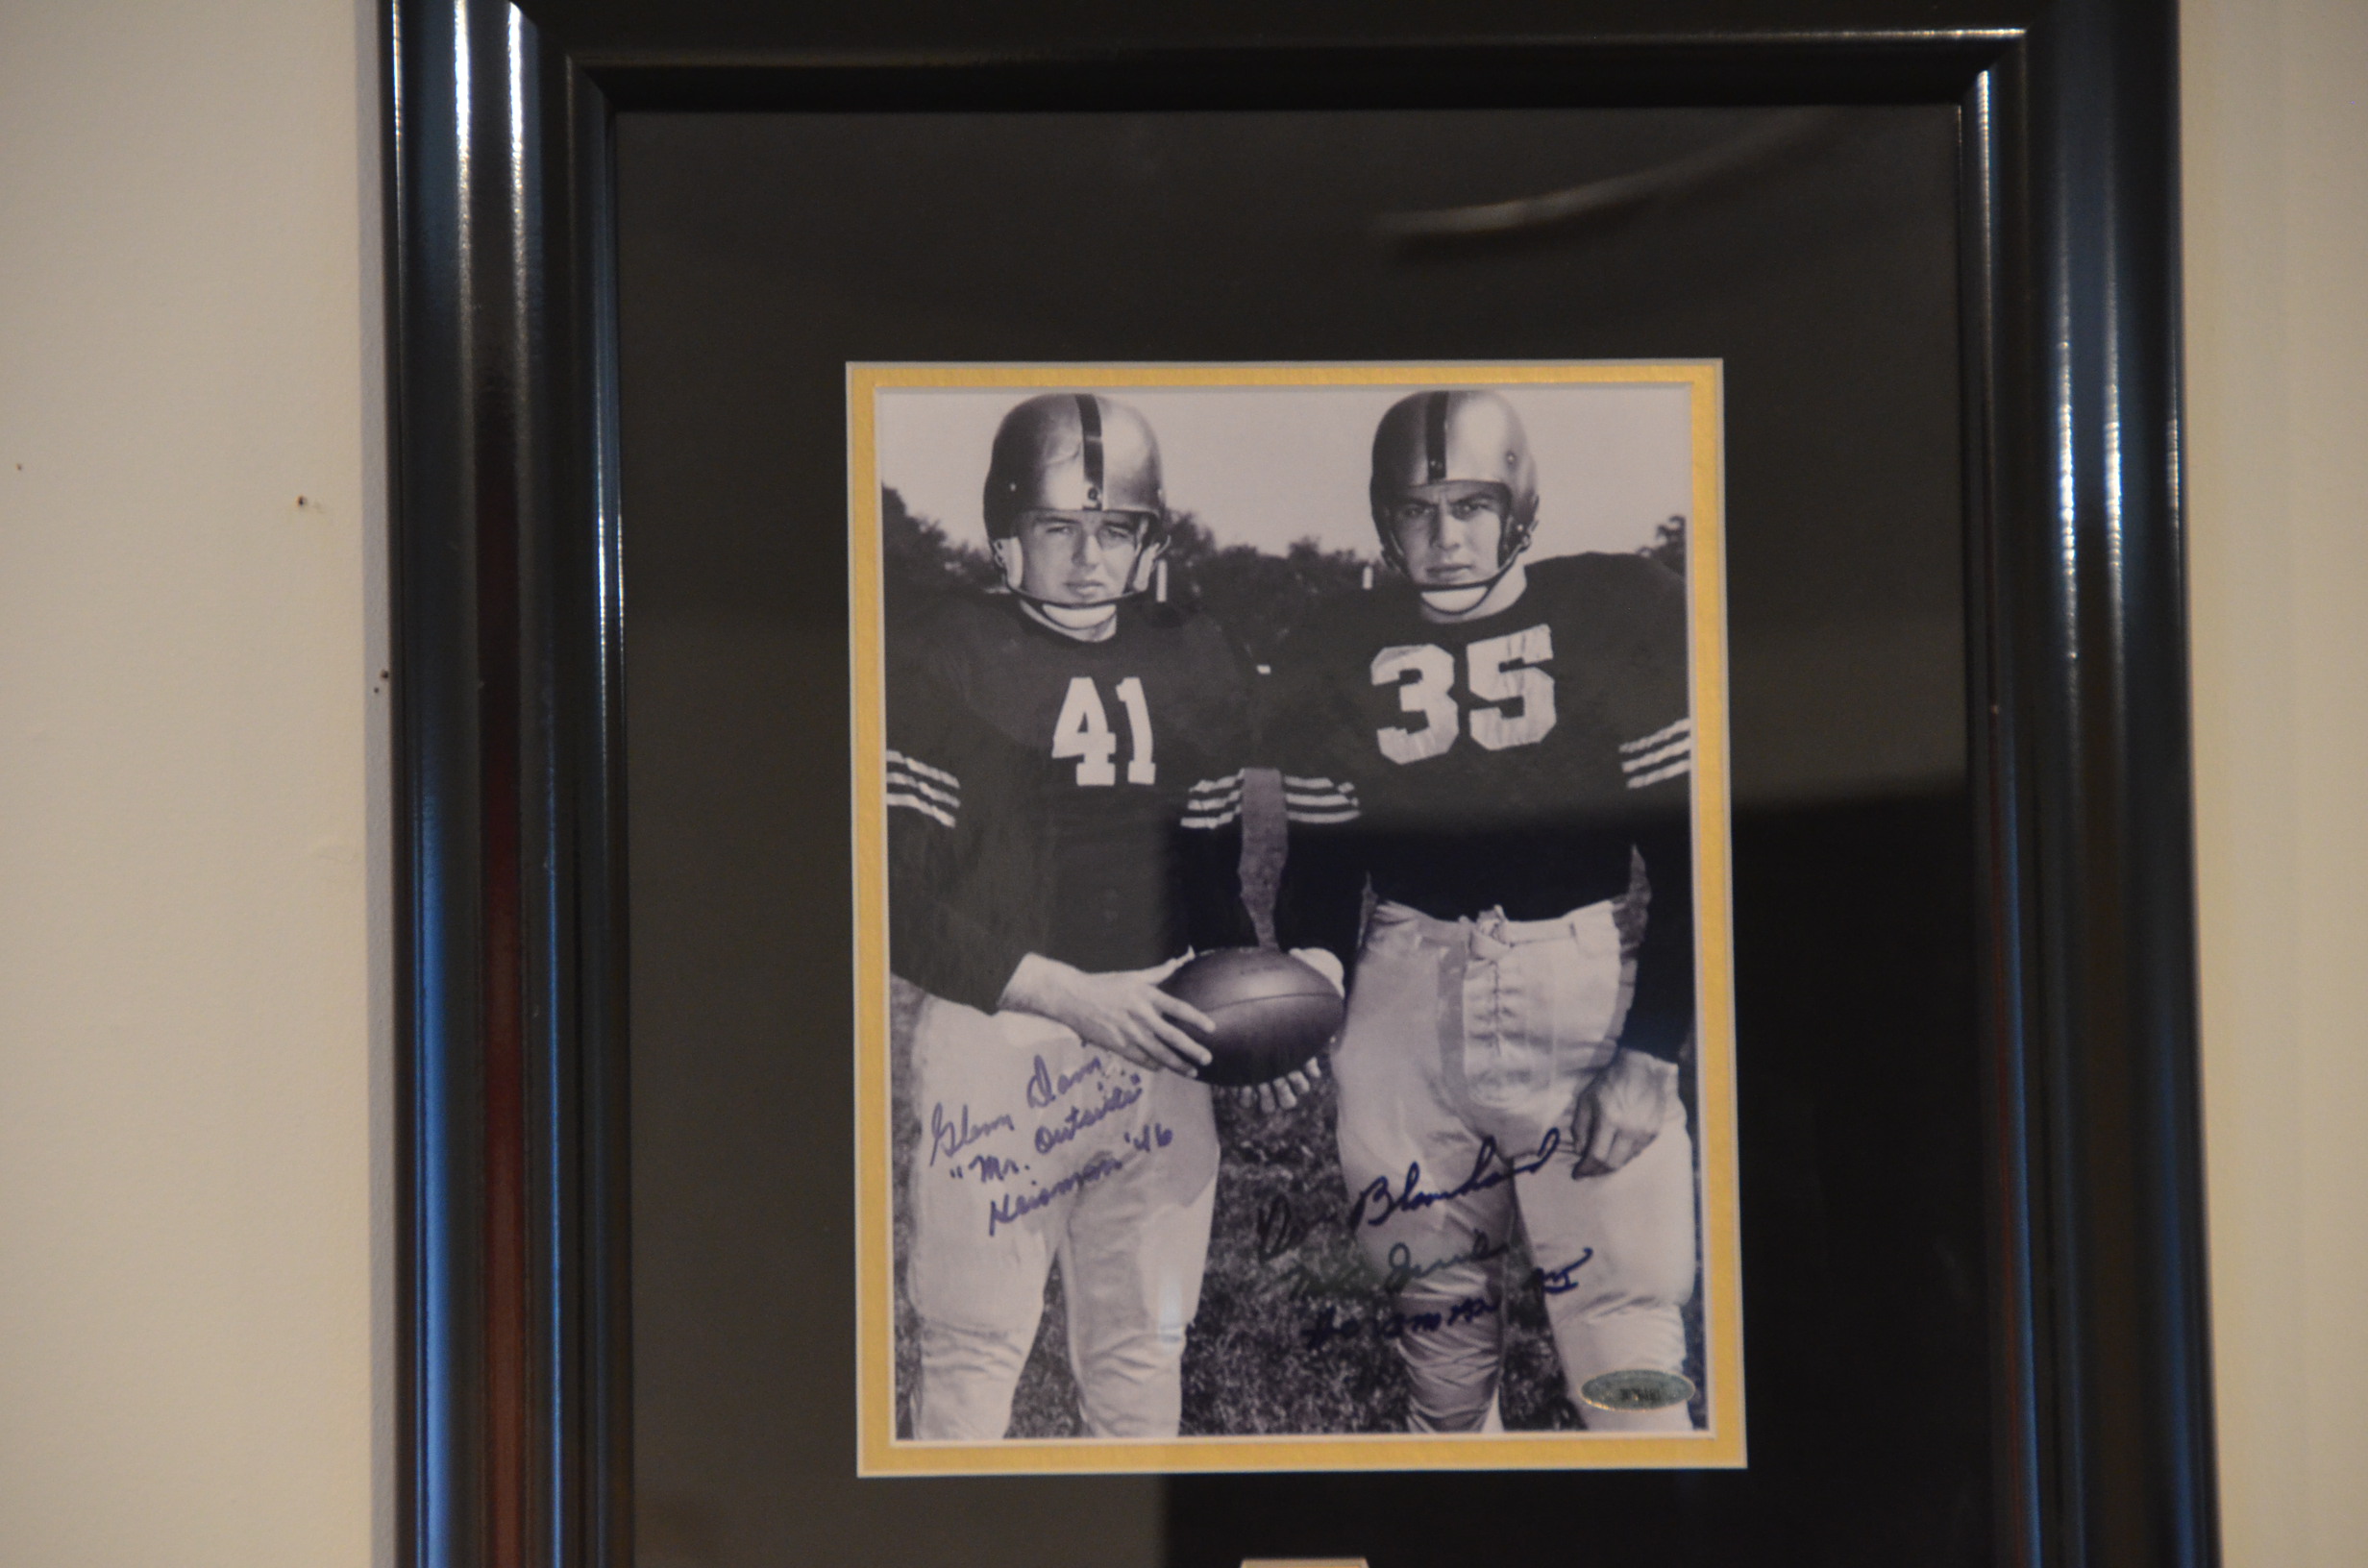 41
35
Glenn Davis
"Mr. Outside"
Heisman '46
Doc Blanchard
Mr. Inside
Heisman 45